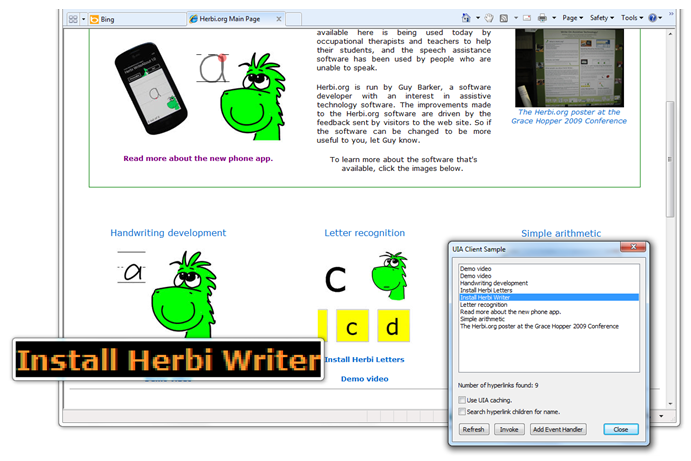 Bing
Herbi.org Main Page
Page
Safety
Tools
available here is being used today by
occupational therapists and teachers to help
their students, and the speech assistance
software has been used by people who are
unable to speak.
Herbi.org is run by Guy Barker, a software
developer with an interest in assistive
technology software. The improvements made
to the Herbi.org software are driven by the
feedback sent by visitors to the web site. So if
the software can be changed to be more
useful to you, let Guy know.
To learn more about the software that's
available, click the images below.
a
Read more about the new phone app.
The Herbi.org poster at the
Grace Hopper 2009 Conference
Handwriting development
Letter recognition
Simple arithmetic
a
c
c d
Install Herbi Writer
Install Herbi Letters
Demo video
Demo video
UIA Client Sample
Demo video
Demo video
Handwriting development
Install Herbi Letters
Install Herbi Writer
Letter recognition
Read more about the new phone app.
Simple arithmetic
The Herbi.org poster at the Grace Hopper 2009 Conference
Number of hyperlinks found: 9
Use UIA caching.
Search hyperlink children for name.
Refresh
Invoke
Add Event Handler
Close